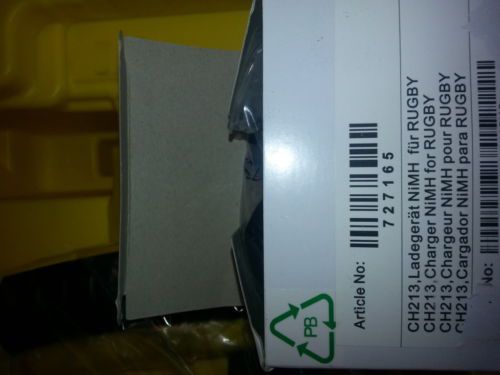 CH213,Ladegerät NiMH für RUGBY
CH213,Charger NiMH for RUGBY
CH213,Chargeur NiMH pour RUGBY
CH213,Cargador NiMH para RUGBY
Article No:
727165
No:
PB